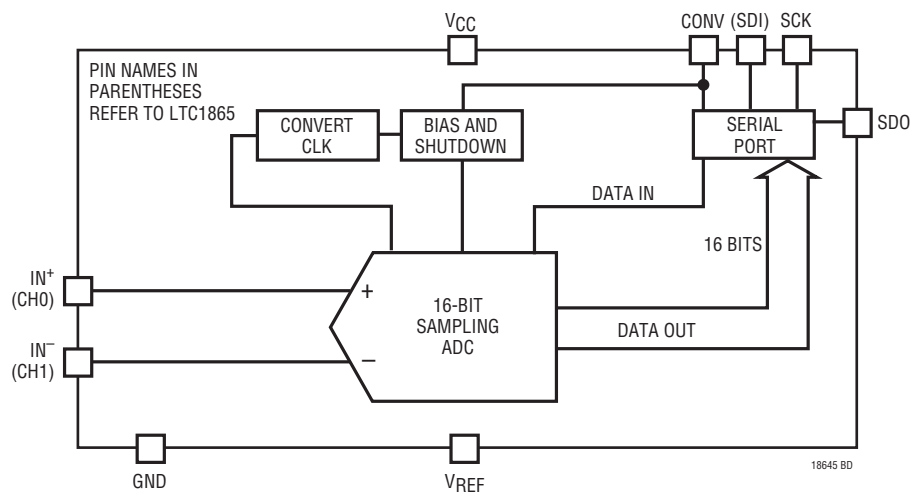 VCC
CONV (SDI) SCK
PIN NAMES IN
PARENTHESES
REFER TO LTC1865
CONVERT
CLK
BIAS AND
SHUTDOWN
SERIAL
PORT
SDO
DATA IN
16 BITS
IN+
(CH0)
+
16-BIT
SAMPLING
ADC
DATA OUT
IN–
(CH1)
–
GND
VREF
18645 BD